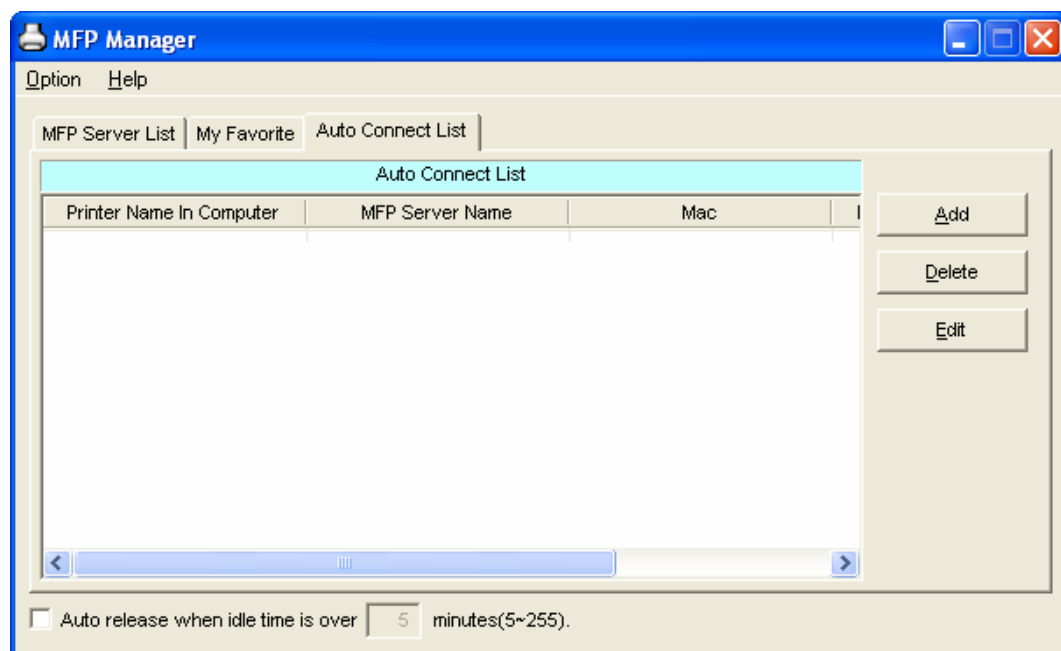 MFP Manager
Option Help
MFP Server List My Favorite Auto Connect List
Auto Connect List
Printer Name In Computer MFP Server Name Mac
Add
Delete
Edit
Auto release when idle time is over 5 minutes(5~255).